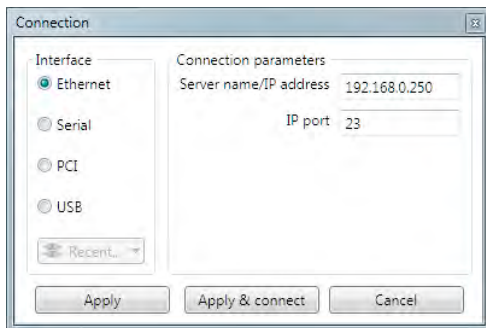 Connection
Interface
Ethernet
Serial
PCI
USB
Recent..
Connection parameters
Server name/IP address 192.168.0.250
IP port 23
Apply Apply & connect Cancel